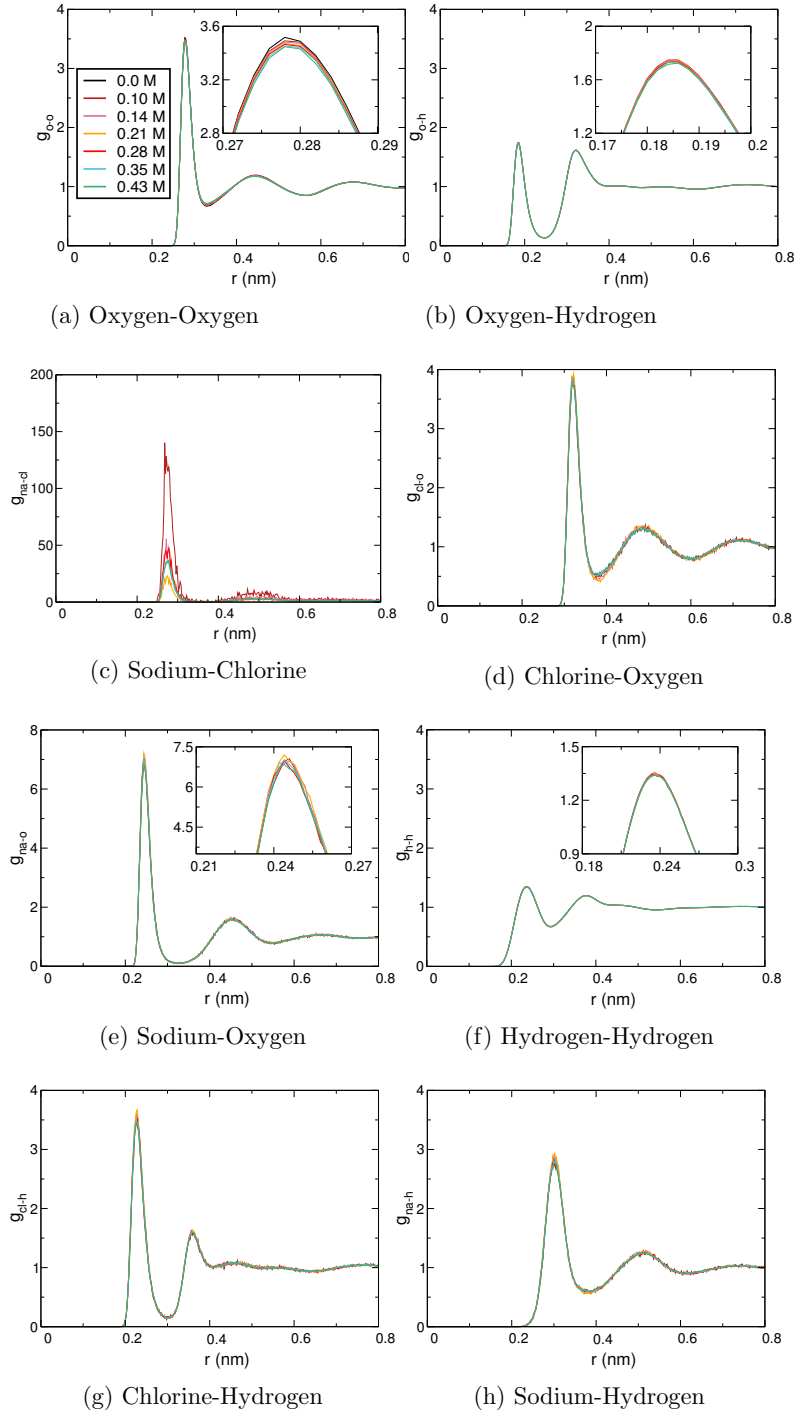 4
3
2
1
0
g o-o
0.0 M
0.10 M
0.14 M
0.21 M
0.28 M
0.35 M
0.43 M
3.6
3.2
2.8
0.27 0.28 0.29
0 0.2 0.4 0.6 0
r (nm)
(a) Oxygen-Oxygen
4
3
2
1
0
g o-h
2
1.6
1.2
0.17 0.18 0.19 0.2
0 0.2 0.4 0.6 0.8
r (nm)
(b) Oxygen-Hydrogen
200
150
100
50
0
g na-cl
0 0.2 0.4 0.6 0.8
r (nm)
(c) Sodium-Chlorine
4
3
2
1
0
g cl-o
0 0.2 0.4 0.6 0.8
r (nm)
(d) Chlorine-Oxygen
8
6
4
2
0
g na-o
7.5
6
4.5
0.21 0.24 0.27
0 0.2 0.4 0.6 0.8
r (nm)
(e) Sodium-Oxygen
4
3
2
1
0
g h-h
1.5
1.2
0.9
0.18 0.24 0.3
0 0.2 0.4 0.6 0.8
r (nm)
(f) Hydrogen-Hydrogen
4
3
2
1
0
g cl-h
0 0.2 0.4 0.6 0.8
r (nm)
(g) Chlorine-Hydrogen
4
3
2
1
0
g na-h
0 0.2 0.4 0.6 0.8
r (nm)
(h) Sodium-Hydrogen